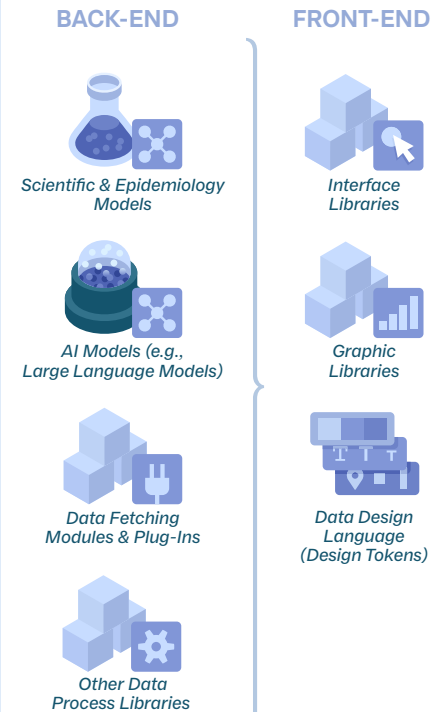 BACK-END
Scientific & Epidemiology
Models
AI Models (e.g.,
Large Language Models)
Data Fetching
Modules & Plug-Ins
Other Data
Process Libraries
FRONT-END
Interface
Libraries
Graphic
Libraries
T T T
Data Design
Language
(Design Tokens)